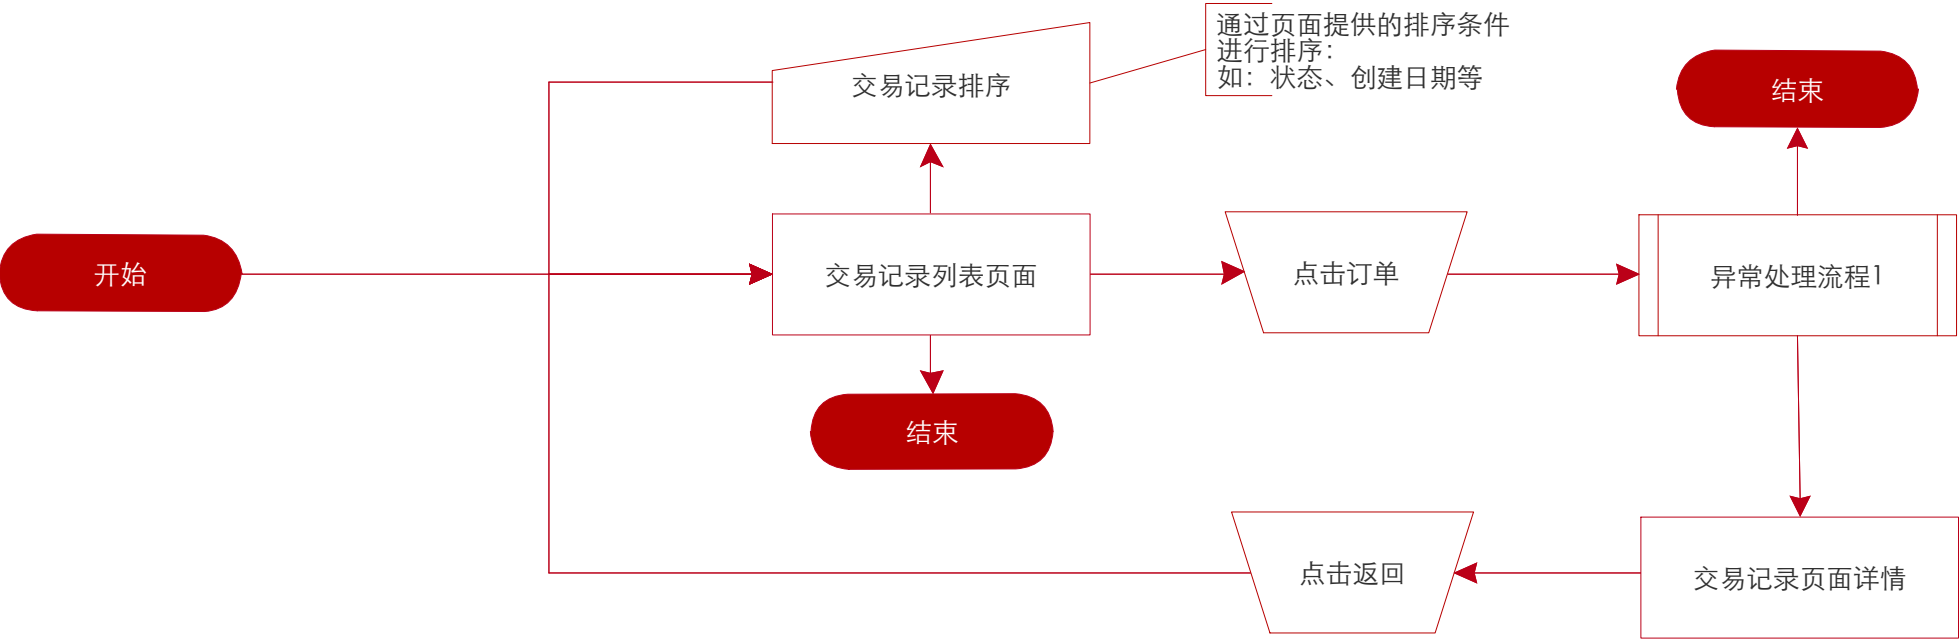 通过页面提供的排序条件
进行排序：
如：状态、创建日期等
交易记录排序
结束
开始
交易记录列表页面
点击订单
异常处理流程1
结束
点击返回
交易记录页面详情